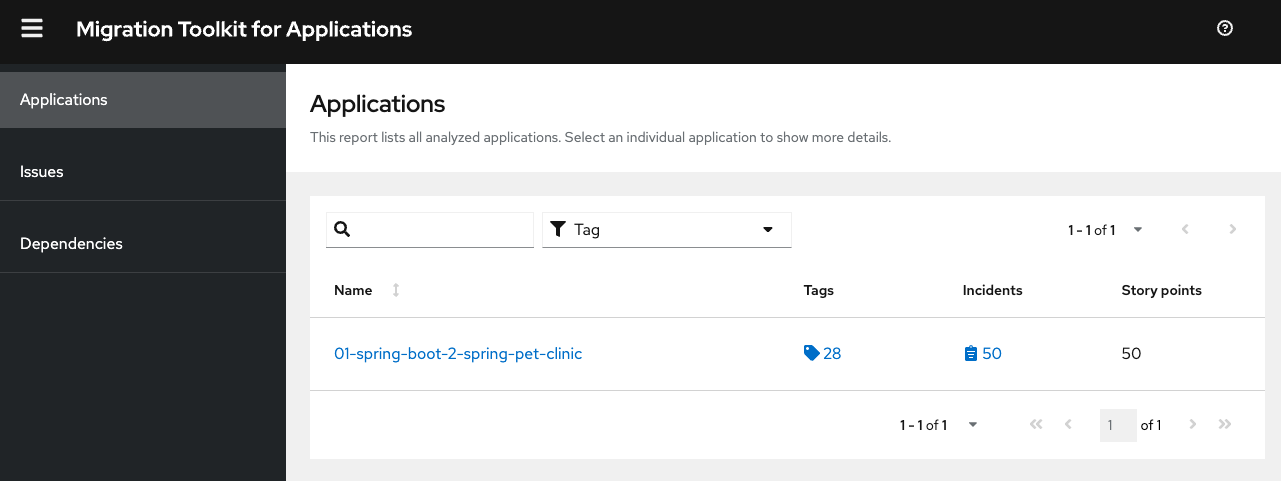 Migration Toolkit for Applications
Applications
Issues
Dependencies
Applications
This report lists all analyzed applications. Select an individual application to show more details.
Tag
1 - 1 of 1
Name Tags Incidents Story points
01-spring-boot-2-spring-pet-clinic 28 50 50
1 - 1 of 1 1 of 1